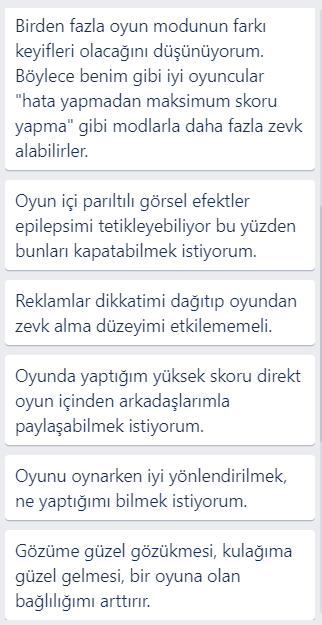 Birden fazla oyun modunun farkı
keyifleri olacağını düşünüyorum.
Böylece benim gibi iyi oyuncular
"hata yapmadan maksimum skoru
yapma" gibi modlarla daha fazla zevk
alabilirler.
Oyun içi parıltılı görsel efektler
epilepsimi tetikleyebiliyor bu yüzden
bunları kapatabilmek istiyorum.
Reklamlar dikkatimi dağıtıp oyundan
zevk alma düzeyimi etkilememeli.
Oyunda yaptığım yüksek skoru direkt
oyun içinden arkadaşlarımla
paylaşabilmek istiyorum.
Oyunu oynarken iyi yönlendirilmek,
ne yaptığımı bilmek istiyorum.
Gözüme güzel gözükmesi, kulağıma
güzel gelmesi, bir oyuna olan
bağlılığımı arttırır.